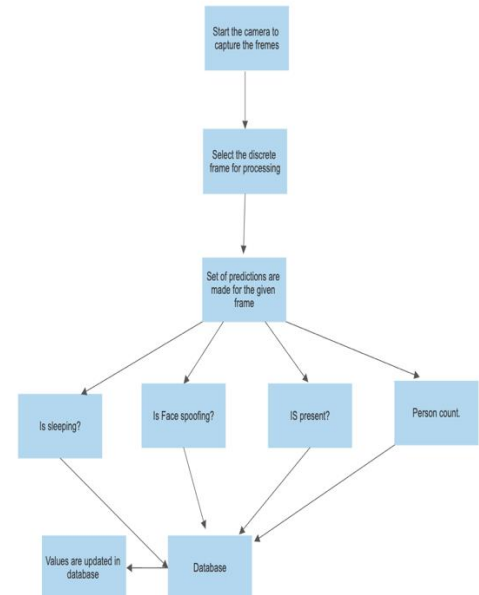 Start the camera to
capture the fremes
Select the discrete
frame for processing
Set of predictions are
made for the given
frame
Is sleeping?
Is Face spoofing?
IS present?
Person count.
Values are updated in
database
Database